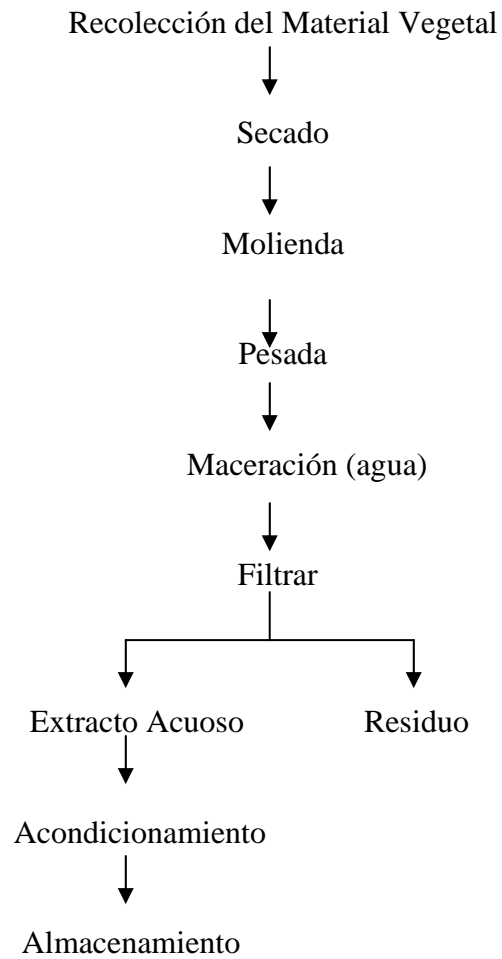 Recolección del Material Vegetal
Secado
Molienda
Pesada
Maceración (agua)
Filtrar
Extracto Acuoso
Residuo
Acondicionamiento
Almacenamiento